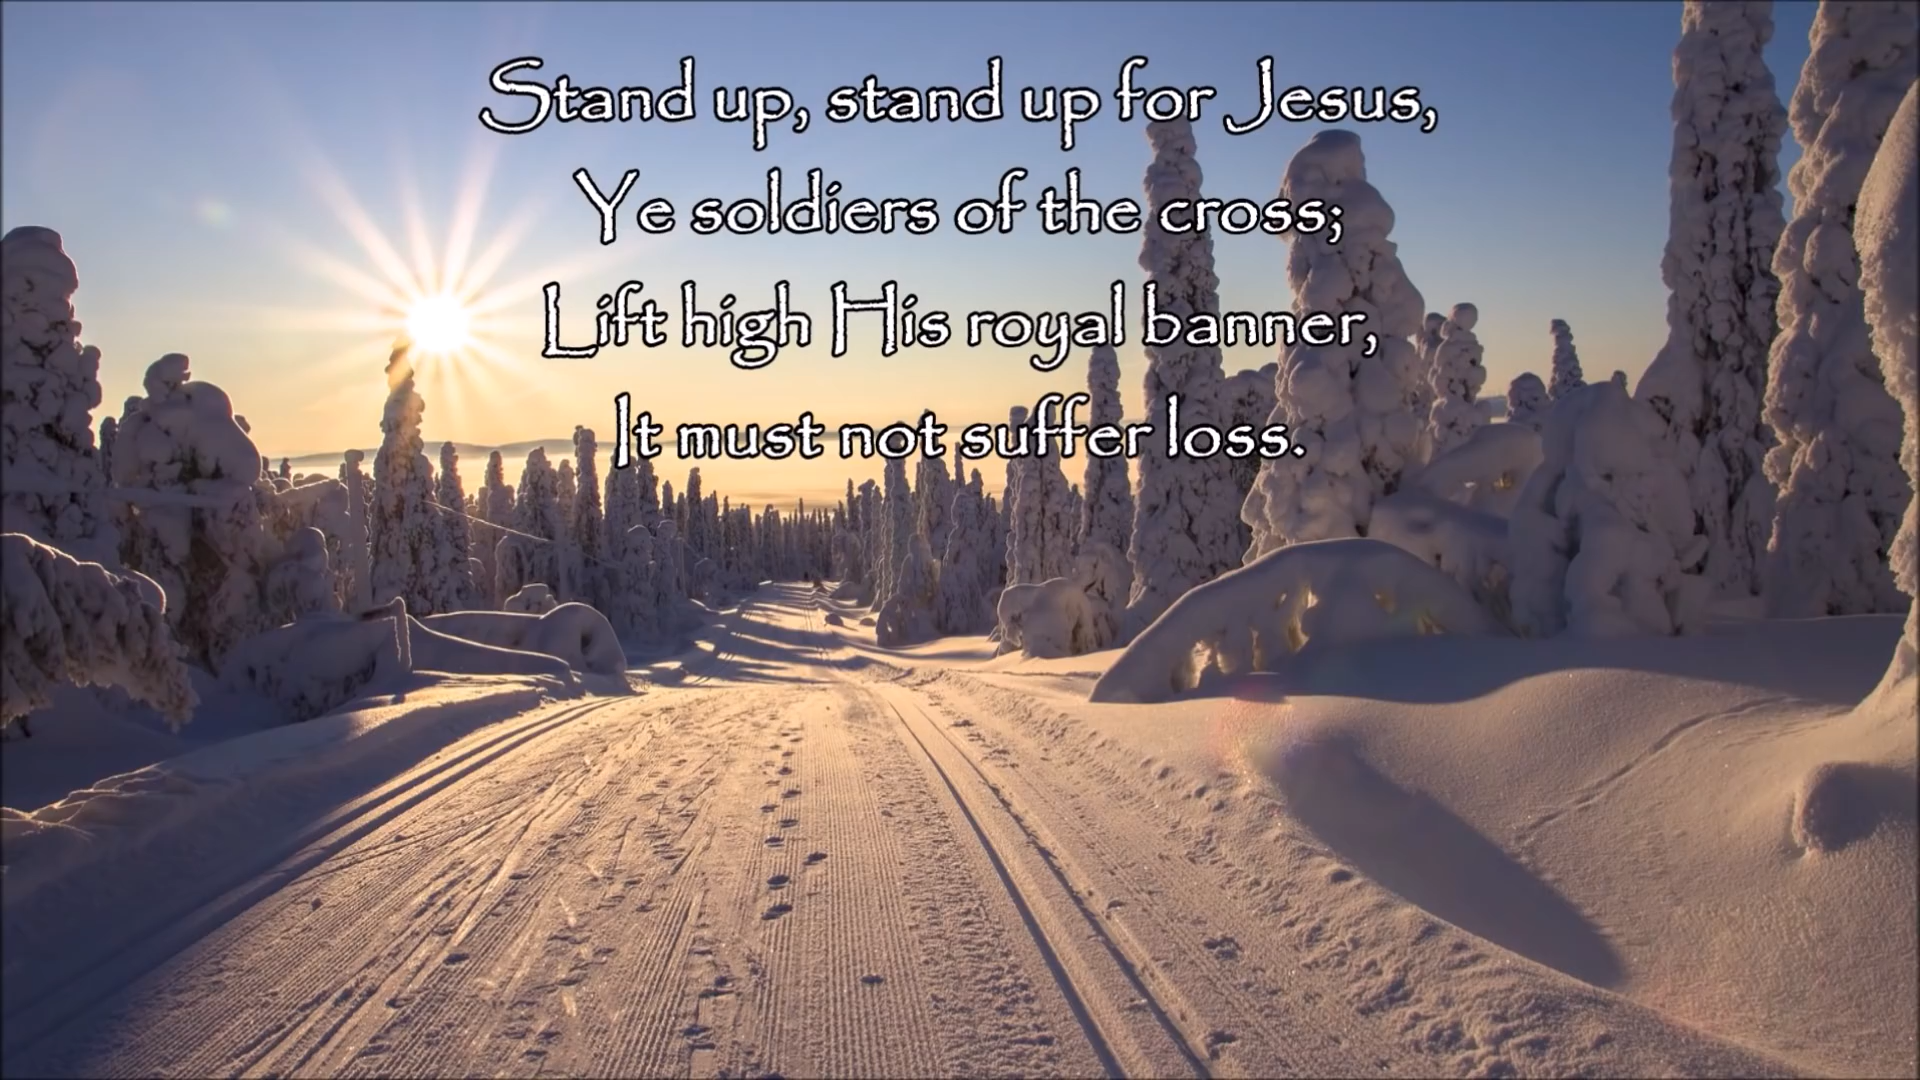 Stand up, stand up for Jesus,
Ye soldiers of the cross;
Lift high His royal banner,
It must not suffer loss.